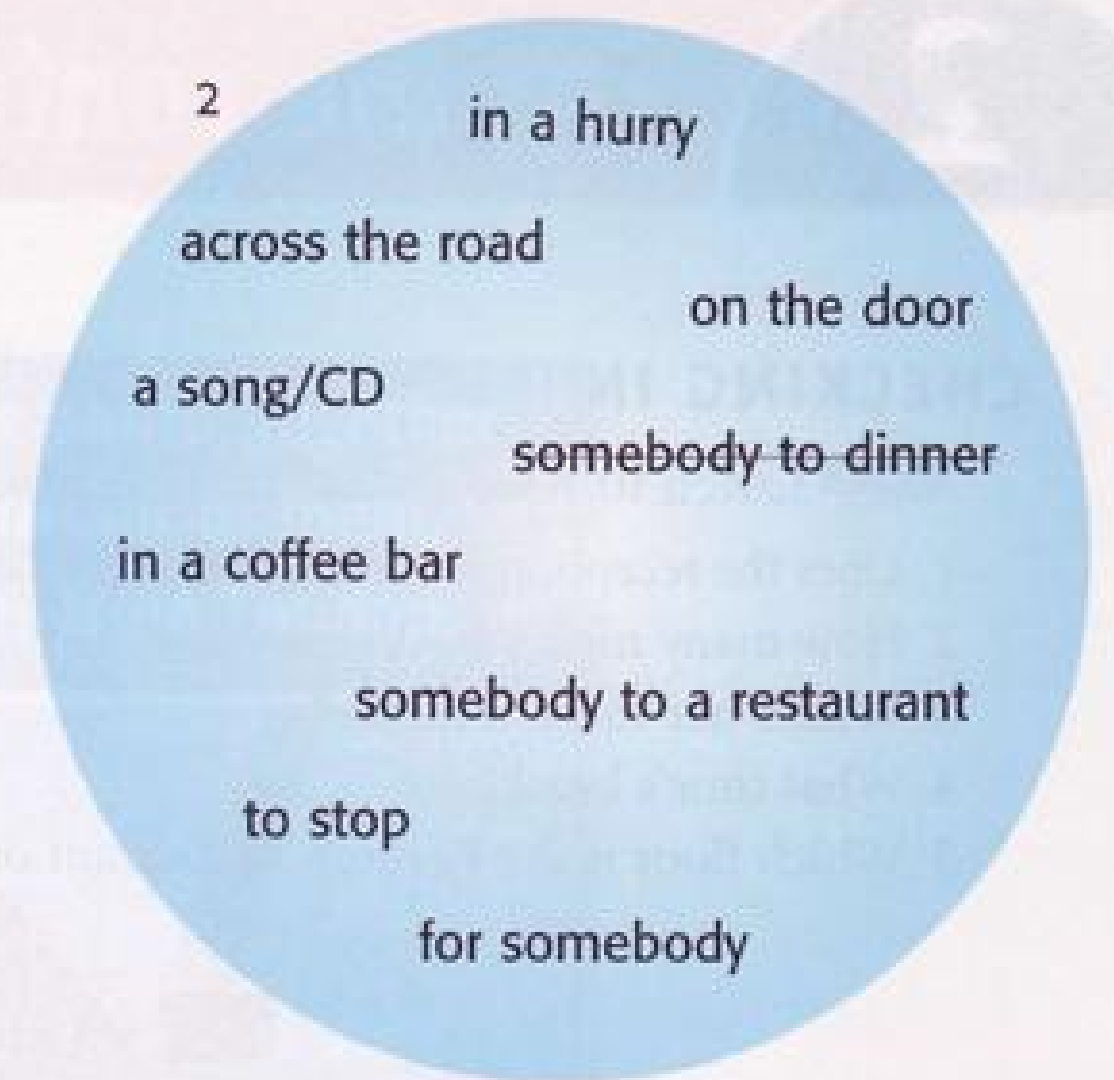 2
in a hurry
across the road
on the door
a song/CD
somebody to dinner
in a coffee bar
somebody to a restaurant
to stop
for somebody